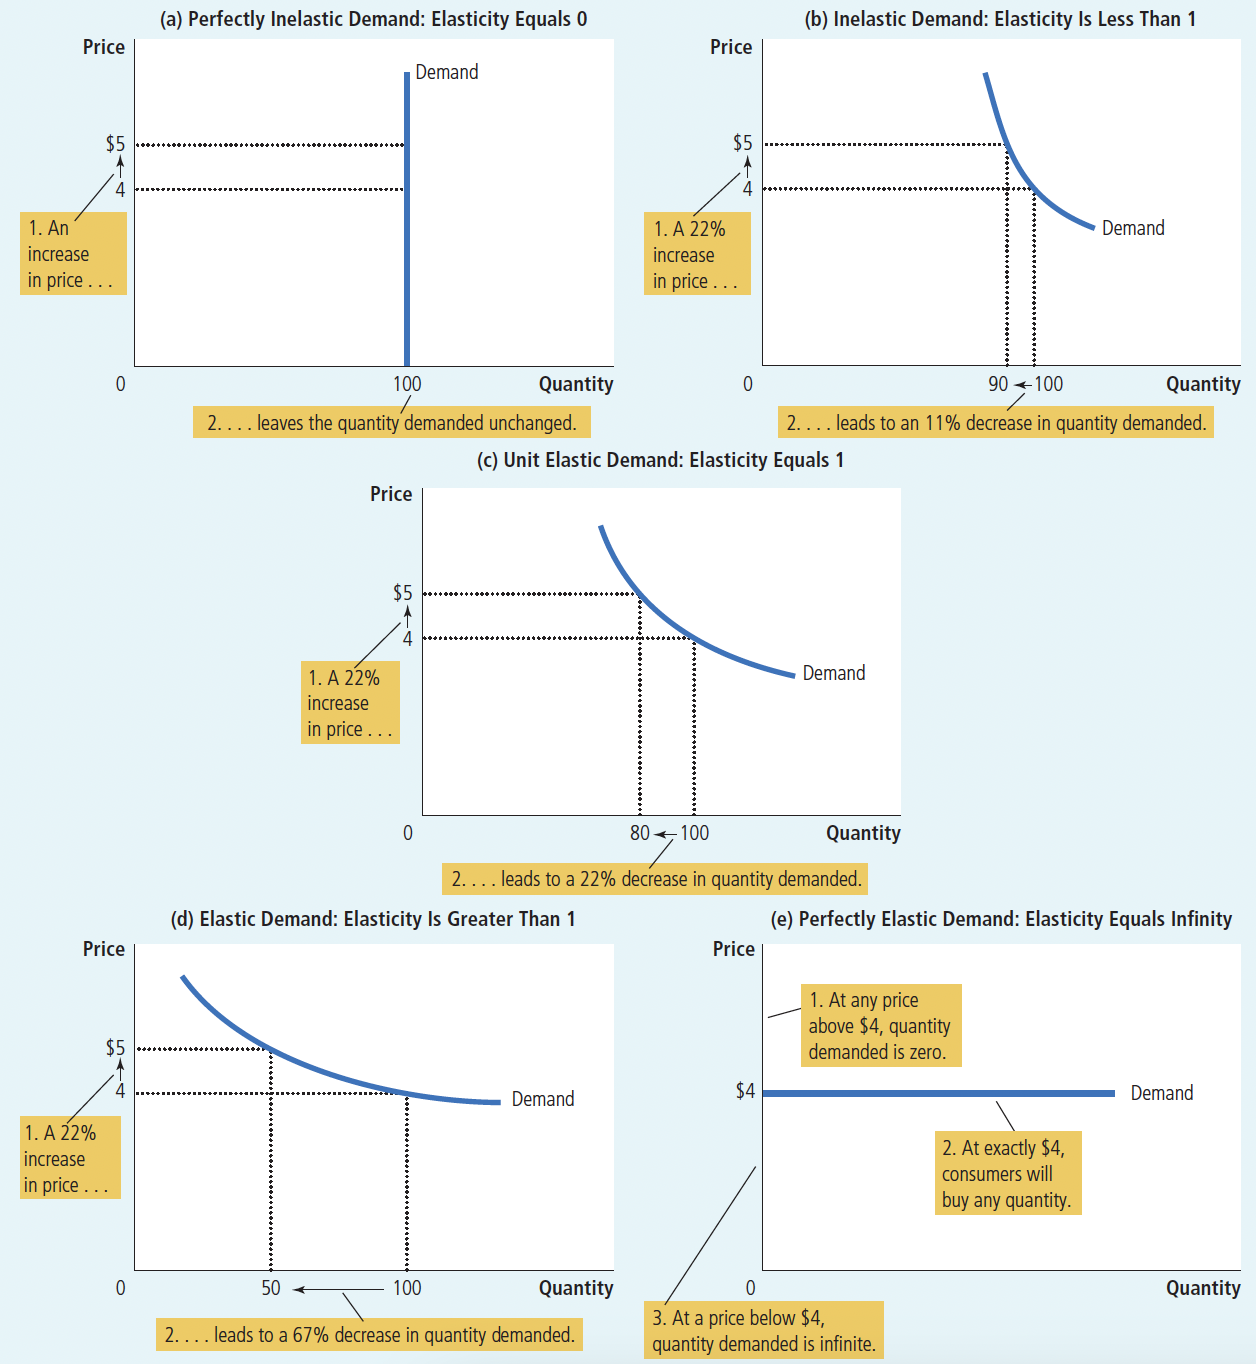 (a) Perfectly Inelastic Demand: Elasticity Equals 0
Price
Demand
$5
4
1. An
increase
in price . . .
0
100
Quantity
2. . . . leaves the quantity demanded unchanged.
(b) Inelastic Demand: Elasticity Is Less Than 1
Price
$5
4
1. A 22%
increase
in price . . .
Demand
0
90
100
Quantity
2. . . . leads to an 11% decrease in quantity demanded.
(c) Unit Elastic Demand: Elasticity Equals 1
Price
$5
4
1. A 22%
increase
in price . . .
Demand
0
80
100
Quantity
2. . . . leads to a 22% decrease in quantity demanded.
(d) Elastic Demand: Elasticity Is Greater Than 1
Price
$5
4
Demand
1. A 22%
increase
in price . . .
0
50
100
Quantity
2. . . . leads to a 67% decrease in quantity demanded.
(e) Perfectly Elastic Demand: Elasticity Equals Infinity
Price
1. At any price
above $4, quantity
demanded is zero.
$4
Demand
2. At exactly $4,
consumers will
buy any quantity.
0
Quantity
3. At a price below $4,
quantity demanded is infinite.